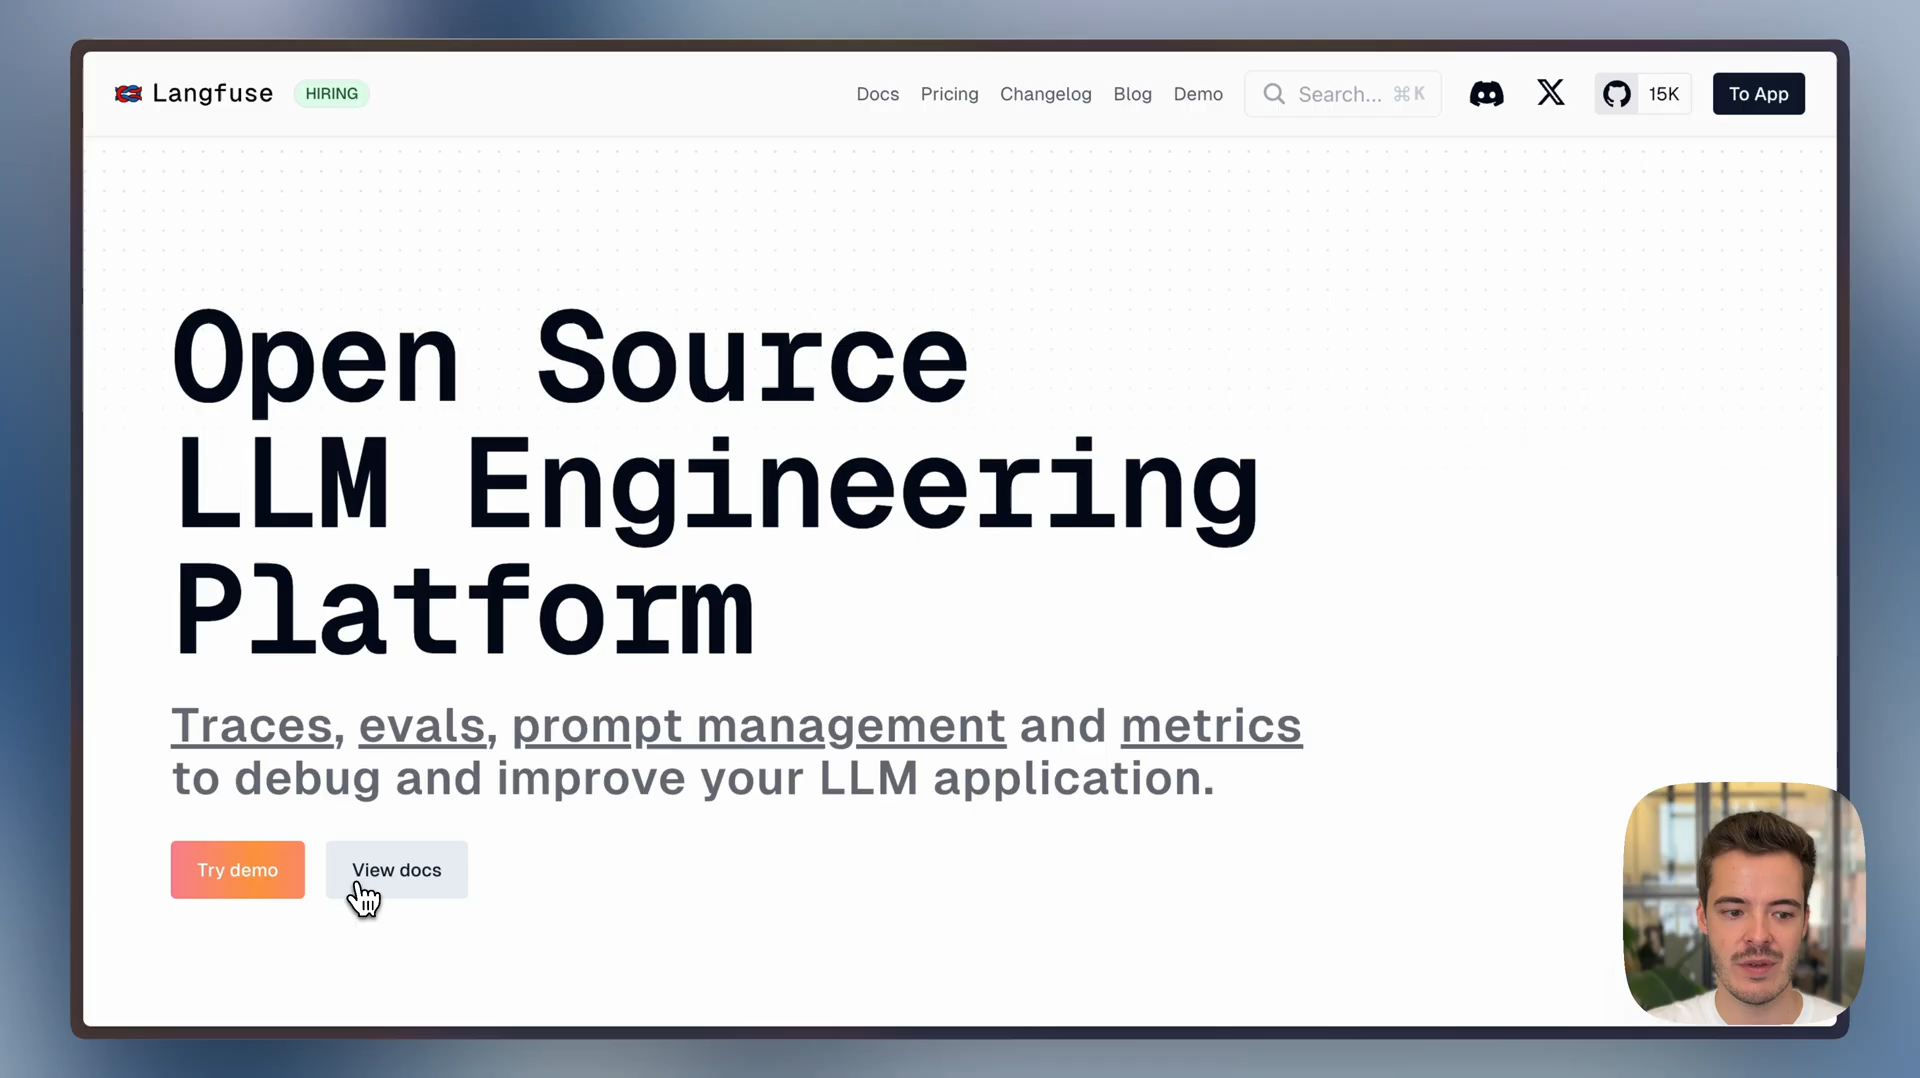 Langfuse HIRING Docs Pricing Changelog Blog Demo Search... ⌘K 15K To App
Open Source
LLM Engineering
Platform
Traces, evals, prompt management and metrics
to debug and improve your LLM application.
Try demo View docs